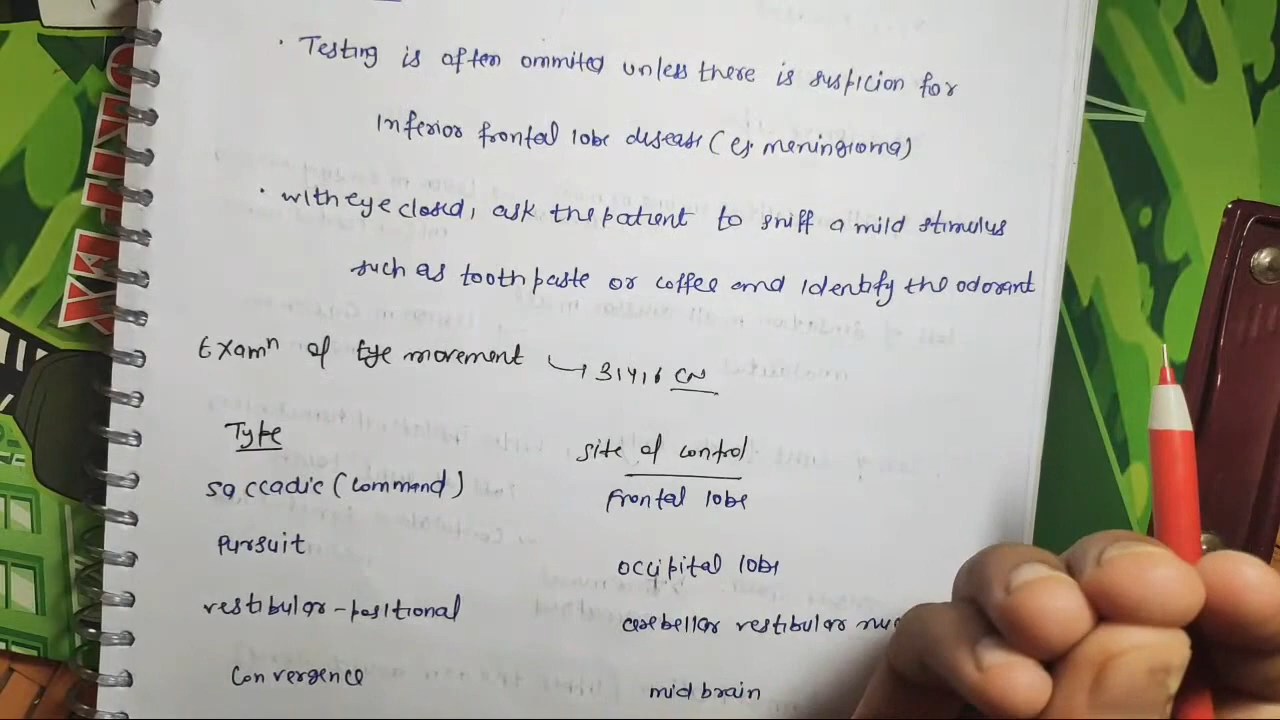 · Testing is often ommited unless there is suspicion for
Inferior frontal lobe disease (eg. meningioma)
· with eye closed, ask the patient to sniff a mild stimulus
such as tooth paste or coffee and identify the odorant
Examⁿ of Eye movement → 3,4,6 CN
Type
Site of control
saccadic (command)
Frontal lobe
Pursuit
occipital lobe
vestibular-positional
cerebellar vestibular
Convergence
mid brain